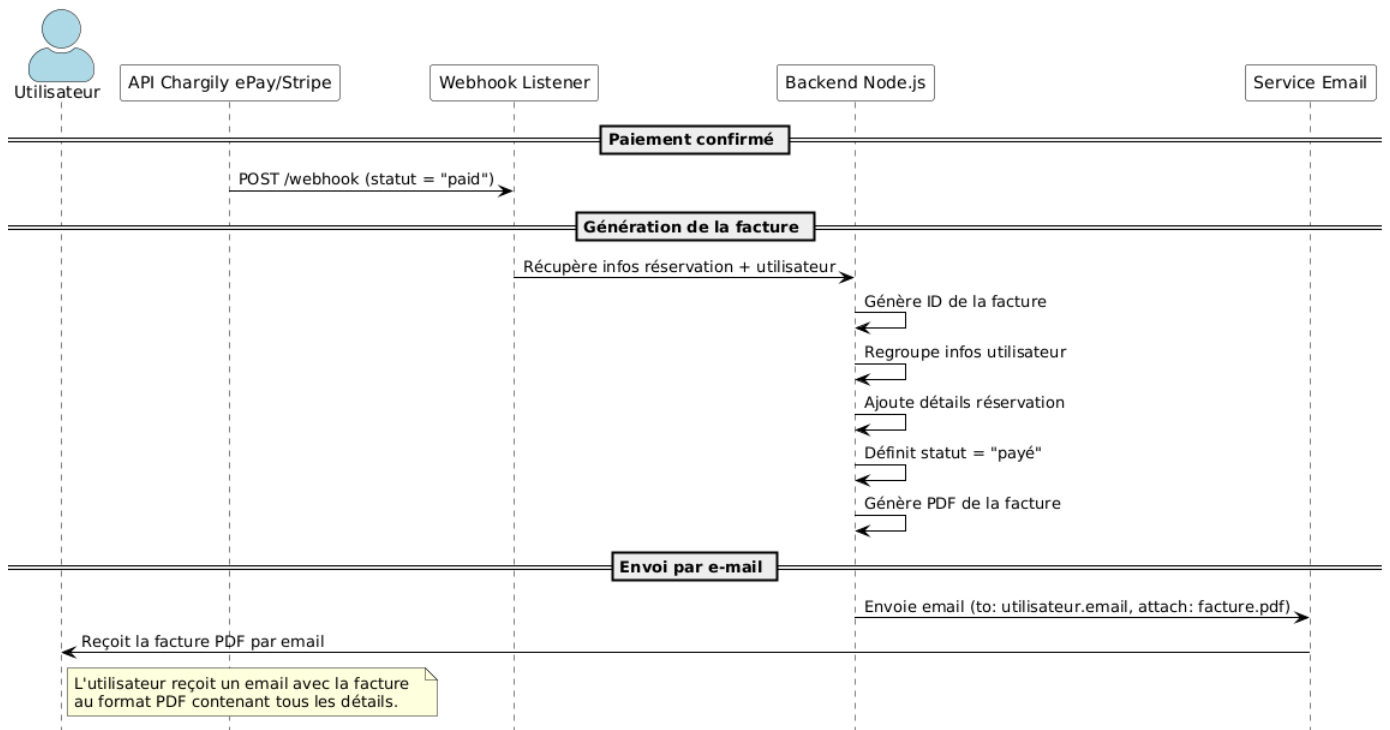 Utilisateur
API Chargily ePay/Stripe
Webhook Listener
Backend Node.js
Service Email
Paiement confirmé
POST /webhook (statut = "paid")
Génération de la facture
Récupère infos réservation + utilisateur
Génère ID de la facture
Regroupe infos utilisateur
Ajoute détails réservation
Définit statut = "payé"
Génère PDF de la facture
Envoi par e-mail
Envoie email (to: utilisateur.email, attach: facture.pdf)
Reçoit la facture PDF par email
L'utilisateur reçoit un email avec la facture
au format PDF contenant tous les détails.